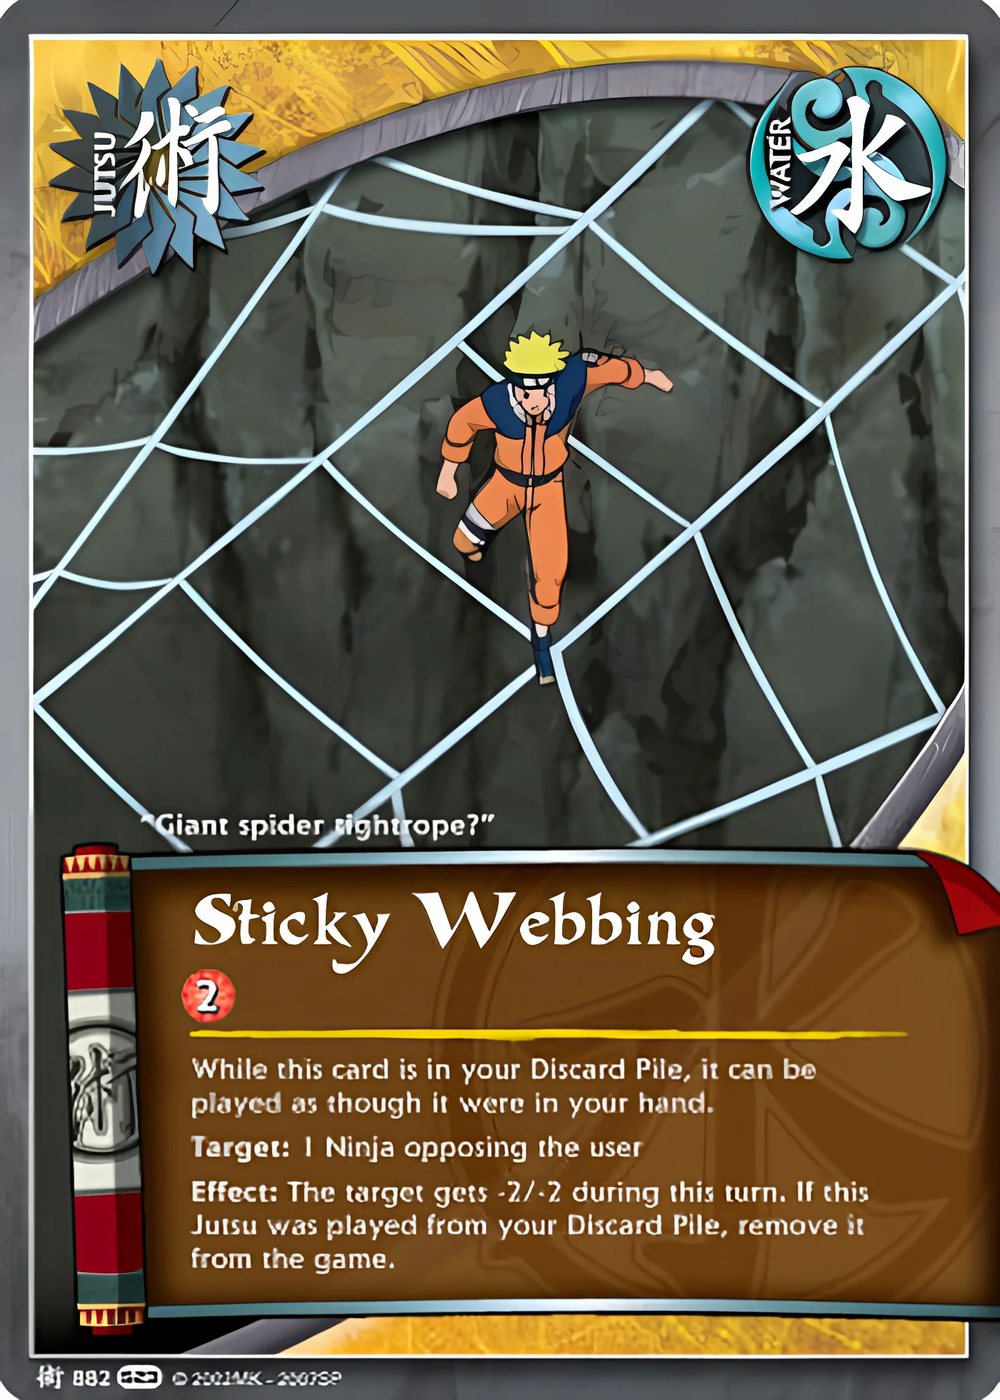 JUTSU
術
WATER
水
"Giant spider tightrope?"
Sticky Webbing
2
While this card is in your Discard Pile, it can be
played as though it were in your hand.
Target: 1 Ninja opposing the user
Effect: The target gets -2/-2 during this turn. If this
Jutsu was played from your Discard Pile, remove it
from the game.
術
術 882